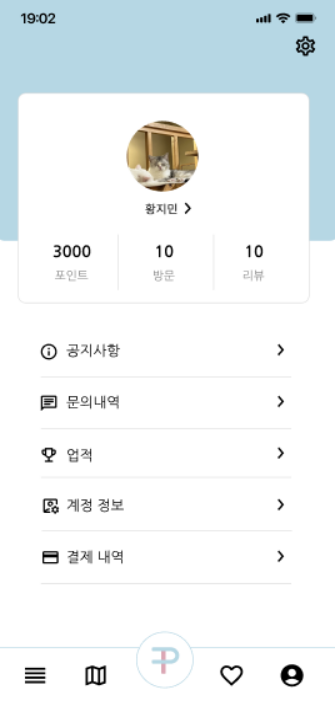 19:02
황지민
3000
10
10
포인트
방문
리뷰
공지사항
문의내역
업적
계정 정보
결제 내역